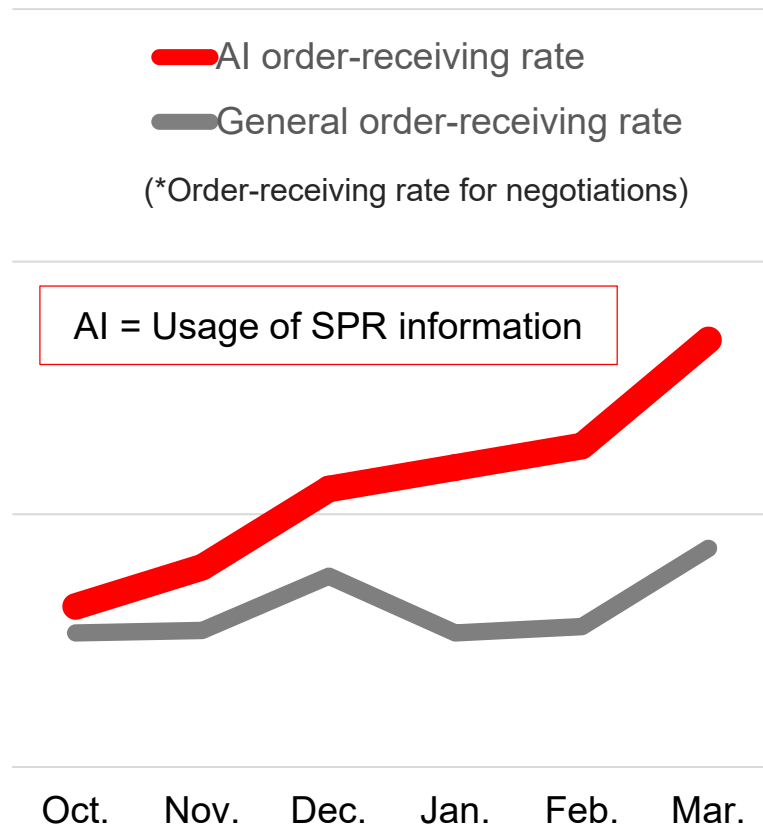 AI order-receiving rate
General order-receiving rate
(*Order-receiving rate for negotiations)
AI = Usage of SPR information
Oct. Nov. Dec. Jan. Feb. Mar.